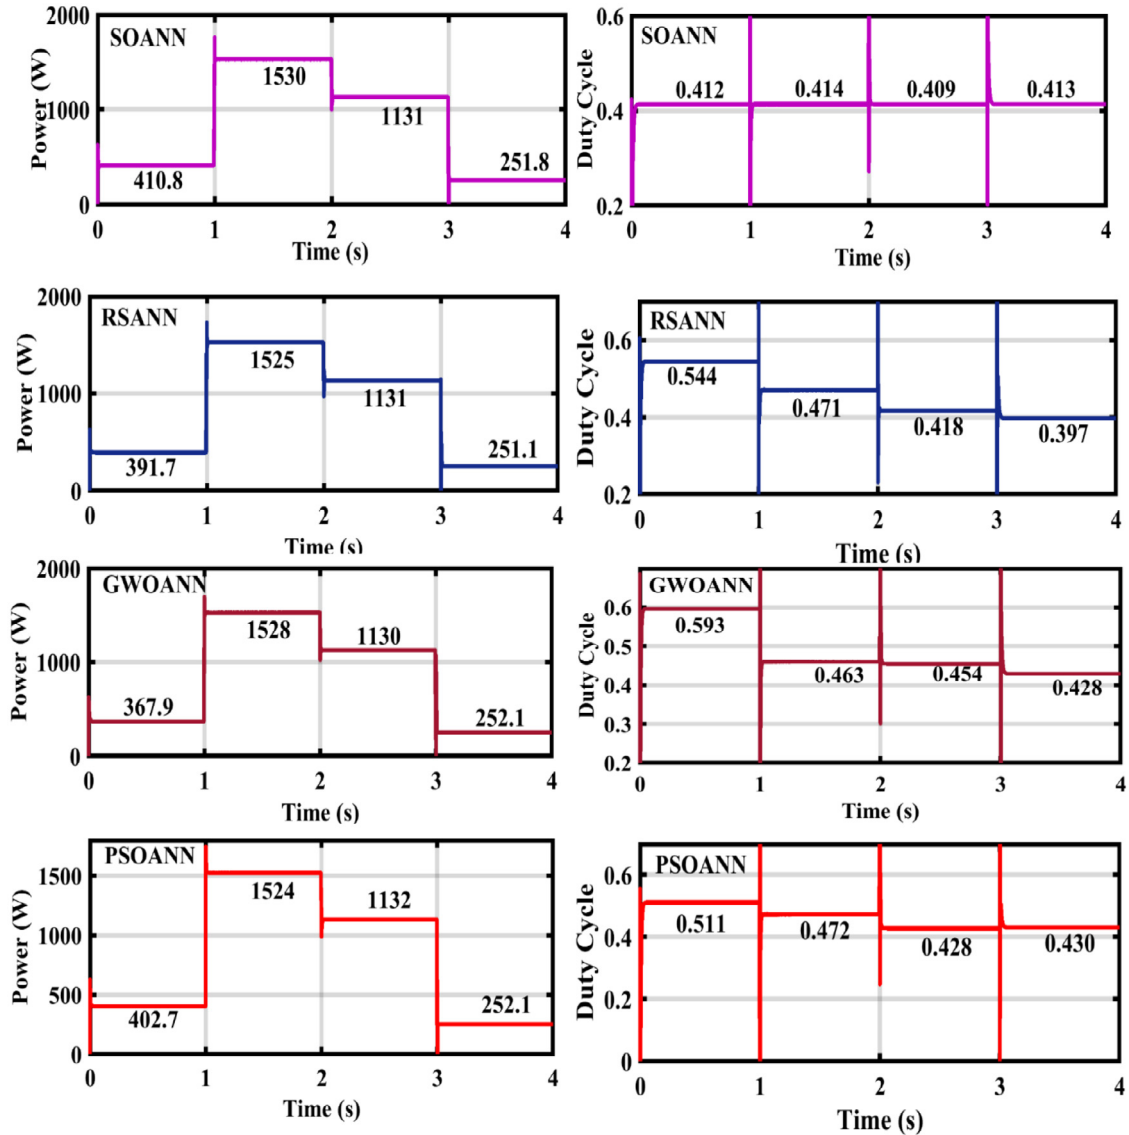 2000
SOANN
Power (W)
1530
1000
1131
410.8
251.8
0
0 1 2 3 4
Time (s)
0.6
SOANN
Duty Cycle
0.412 0.414 0.409 0.413
0.4
0.2
0 1 2 3 4
Time (s)
2000
RSANN
Power (W)
1525
1000
1131
391.7
251.1
0
0 1 2 3 4
Time (s)
RSANN
0.6
Duty Cycle
0.544
0.471
0.418
0.397
0.4
0.2
0 1 2 3 4
Time (s)
2000
GWOANN
Power (W)
1528
1130
1000
367.9
252.1
0
0 1 2 3 4
Time (s)
GWOANN
0.6
Duty Cycle
0.593
0.5
0.463
0.454
0.428
0.4
0.3
0.2
0 1 2 3 4
Time (s)
PSOANN
1500
Power (W)
1524
1132
1000
500
402.7
252.1
0
0 1 2 3 4
Time (s)
PSOANN
0.6
Duty Cycle
0.511
0.472
0.428
0.430
0.4
0.2
0
0 1 2 3 4
Time (s)